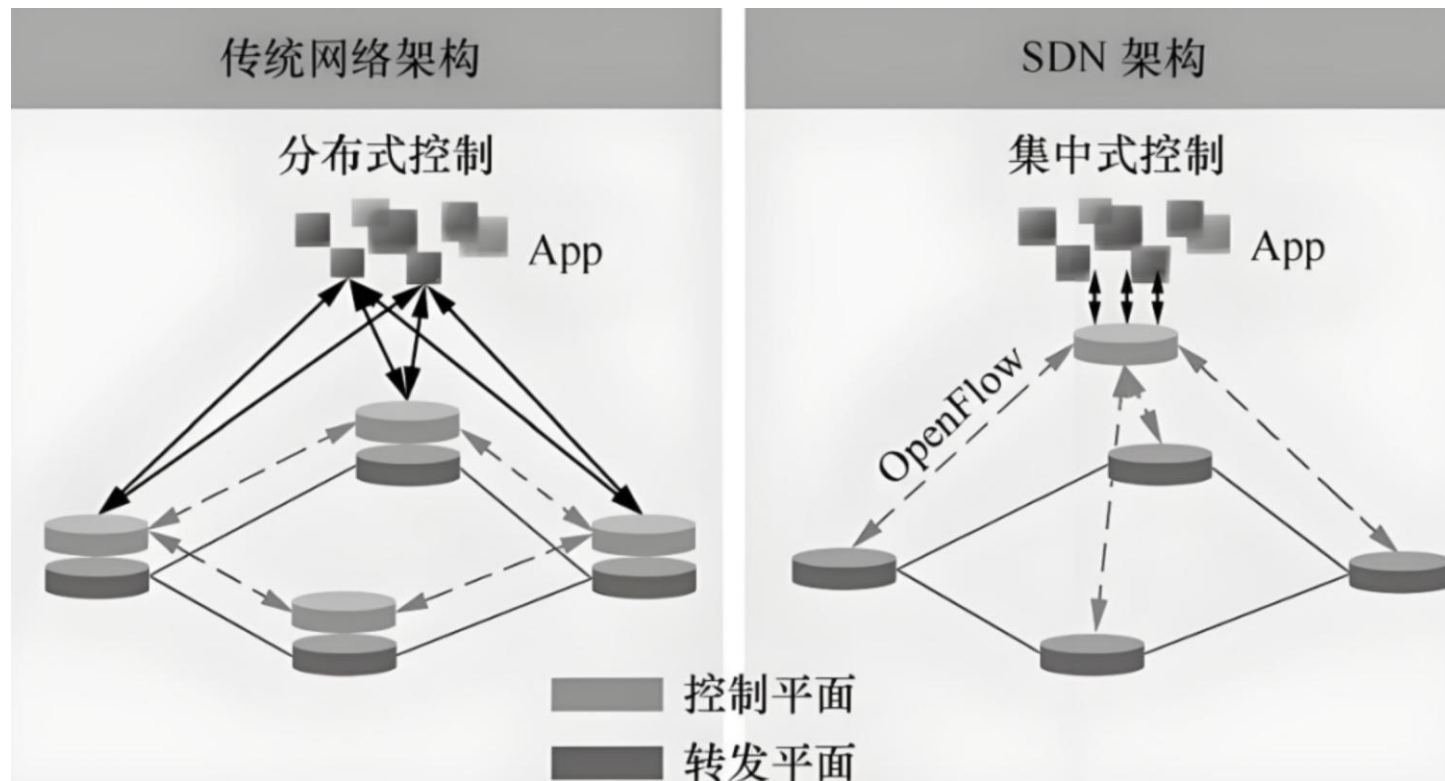 传统网络架构
分布式控制
App
SDN 架构
集中式控制
App
OpenFlow
控制平面
转发平面